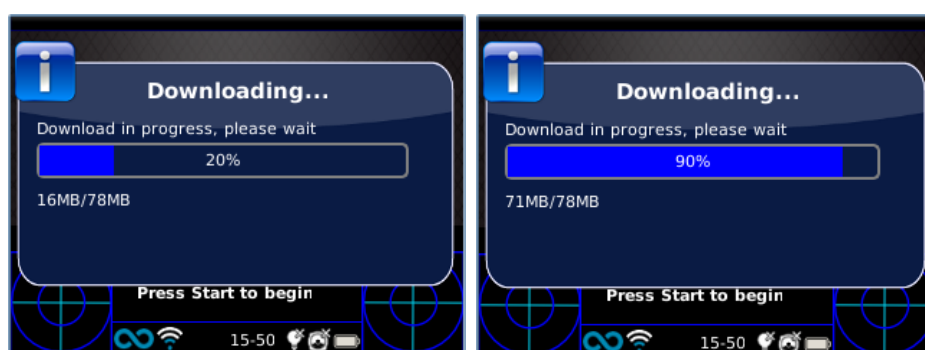 Downloading...
Download in progress, please wait
20%
16MB/78MB
Press Start to begin
15-50
Downloading...
Download in progress, please wait
90%
71MB/78MB
Press Start to begin
15-50